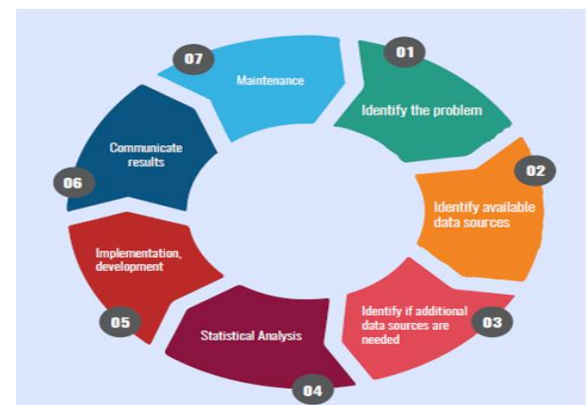 01
Identify the problem
02
Identify available
data sources
03
Identify if additional
data sources are
needed
04
Statistical Analysis
05
Implementation,
development
06
Communicate
results
07
Maintenance